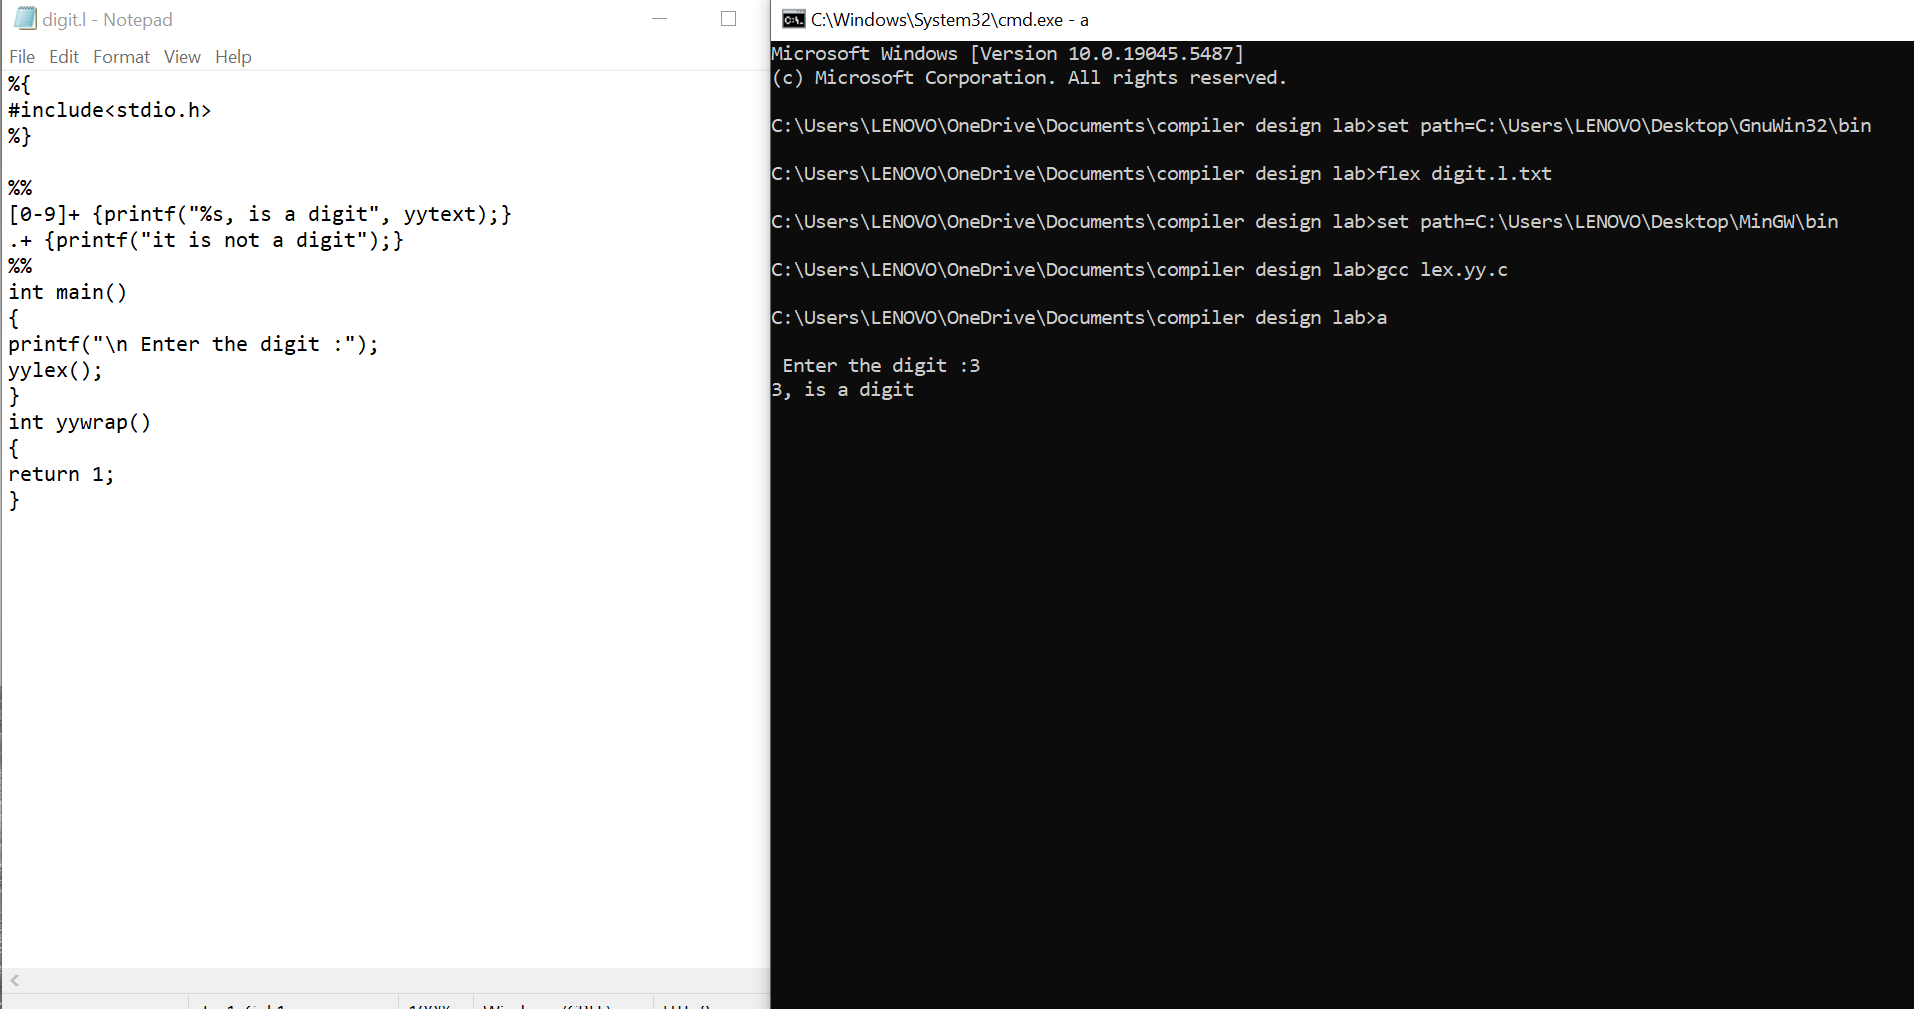 digit.l - Notepad
File Edit Format View Help
%{
#include<stdio.h>
%}
%%
[0-9]+ {printf("%s, is a digit", yytext);}
.+ {printf("it is not a digit");}
%%
int main()
{
printf("\n Enter the digit :");
yylex();
}
int yywrap()
{
return 1;
}
C:\Windows\System32\cmd.exe - a
Microsoft Windows [Version 10.0.19045.5487]
(c) Microsoft Corporation. All rights reserved.
C:\Users\LENOVO\OneDrive\Documents\compiler design lab>set path=C:\Users\LENOVO\Desktop\GnuWin32\bin
C:\Users\LENOVO\OneDrive\Documents\compiler design lab>flex digit.l.txt
C:\Users\LENOVO\OneDrive\Documents\compiler design lab>set path=C:\Users\LENOVO\Desktop\MinGW\bin
C:\Users\LENOVO\OneDrive\Documents\compiler design lab>gcc lex.yy.c
C:\Users\LENOVO\OneDrive\Documents\compiler design lab>a
Enter the digit :3
3, is a digit